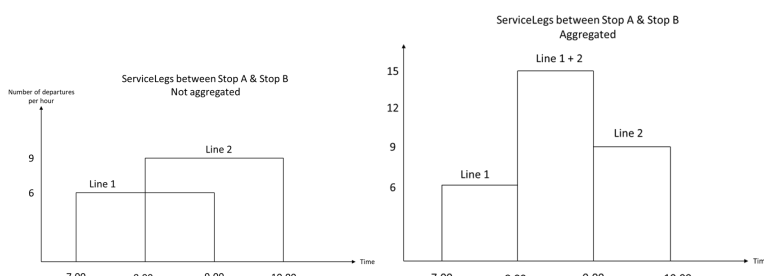 ServiceLegs between Stop A & Stop B
Not aggregated
Number of departures
per hour
9
6
Line 1
Line 2
Time
ServiceLegs between Stop A & Stop B
Aggregated
15
12
9
6
Line 1
Line 1 + 2
Line 2